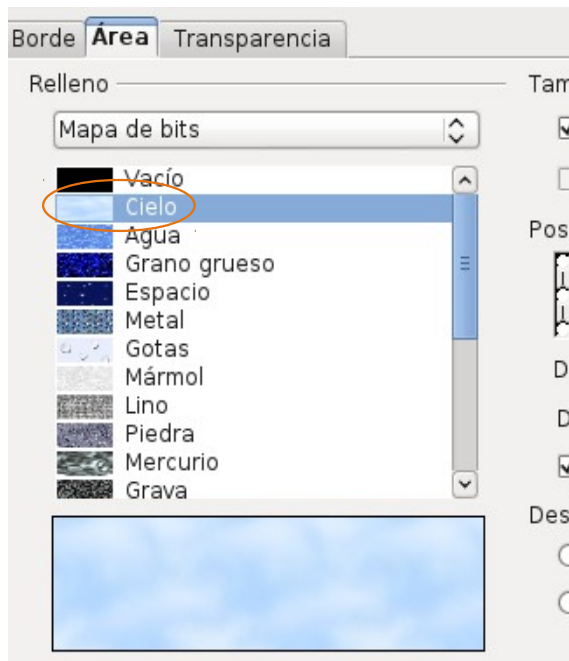 Borde Área Transparencia
Relleno Tam
Mapa de bits
Vacío
Cielo
Agua
Pos
Grano grueso
Espacio
Metal
Gotas
Mármol
D
Lino
D
Piedra
Mercurio
Grava
Des